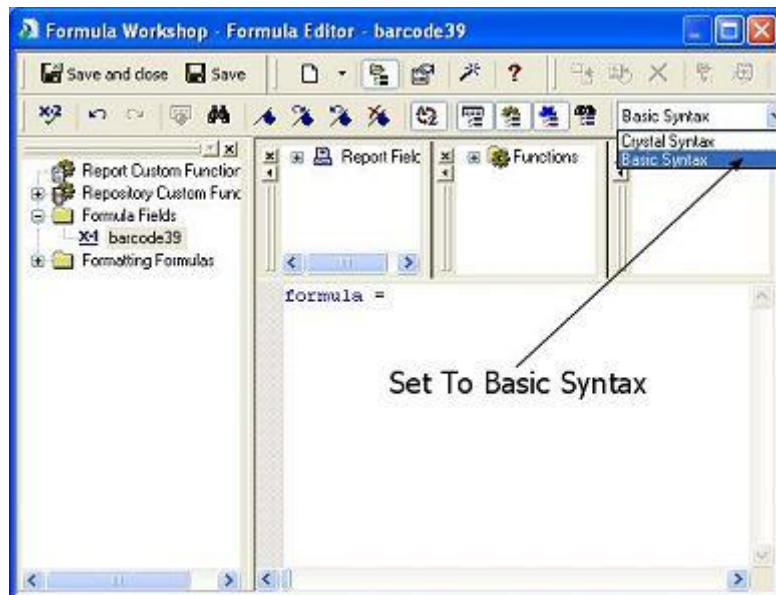 Formula Workshop - Formula Editor - barcode39
Save and close Save
Basic Syntax
Crystal Syntax
Basic Syntax
Report Custom Function
Repository Custom Func
Formula Fields
barcode39
Formatting Formulas
Report Field
Functions
formula =
Set To Basic Syntax